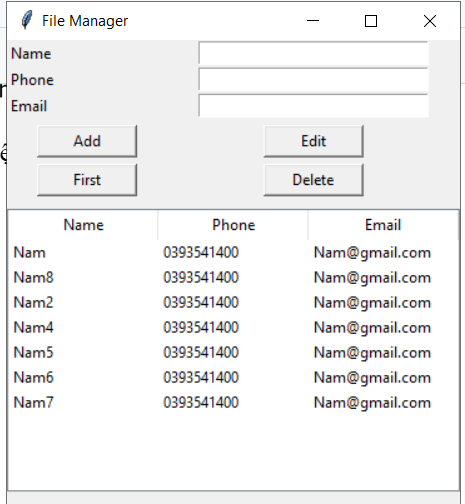 File Manager
Name
Phone
Email
Add Edit
First Delete
Name Phone Email
Nam 0393541400 Nam@gmail.com
Nam8 0393541400 Nam@gmail.com
Nam2 0393541400 Nam@gmail.com
Nam4 0393541400 Nam@gmail.com
Nam5 0393541400 Nam@gmail.com
Nam6 0393541400 Nam@gmail.com
Nam7 0393541400 Nam@gmail.com